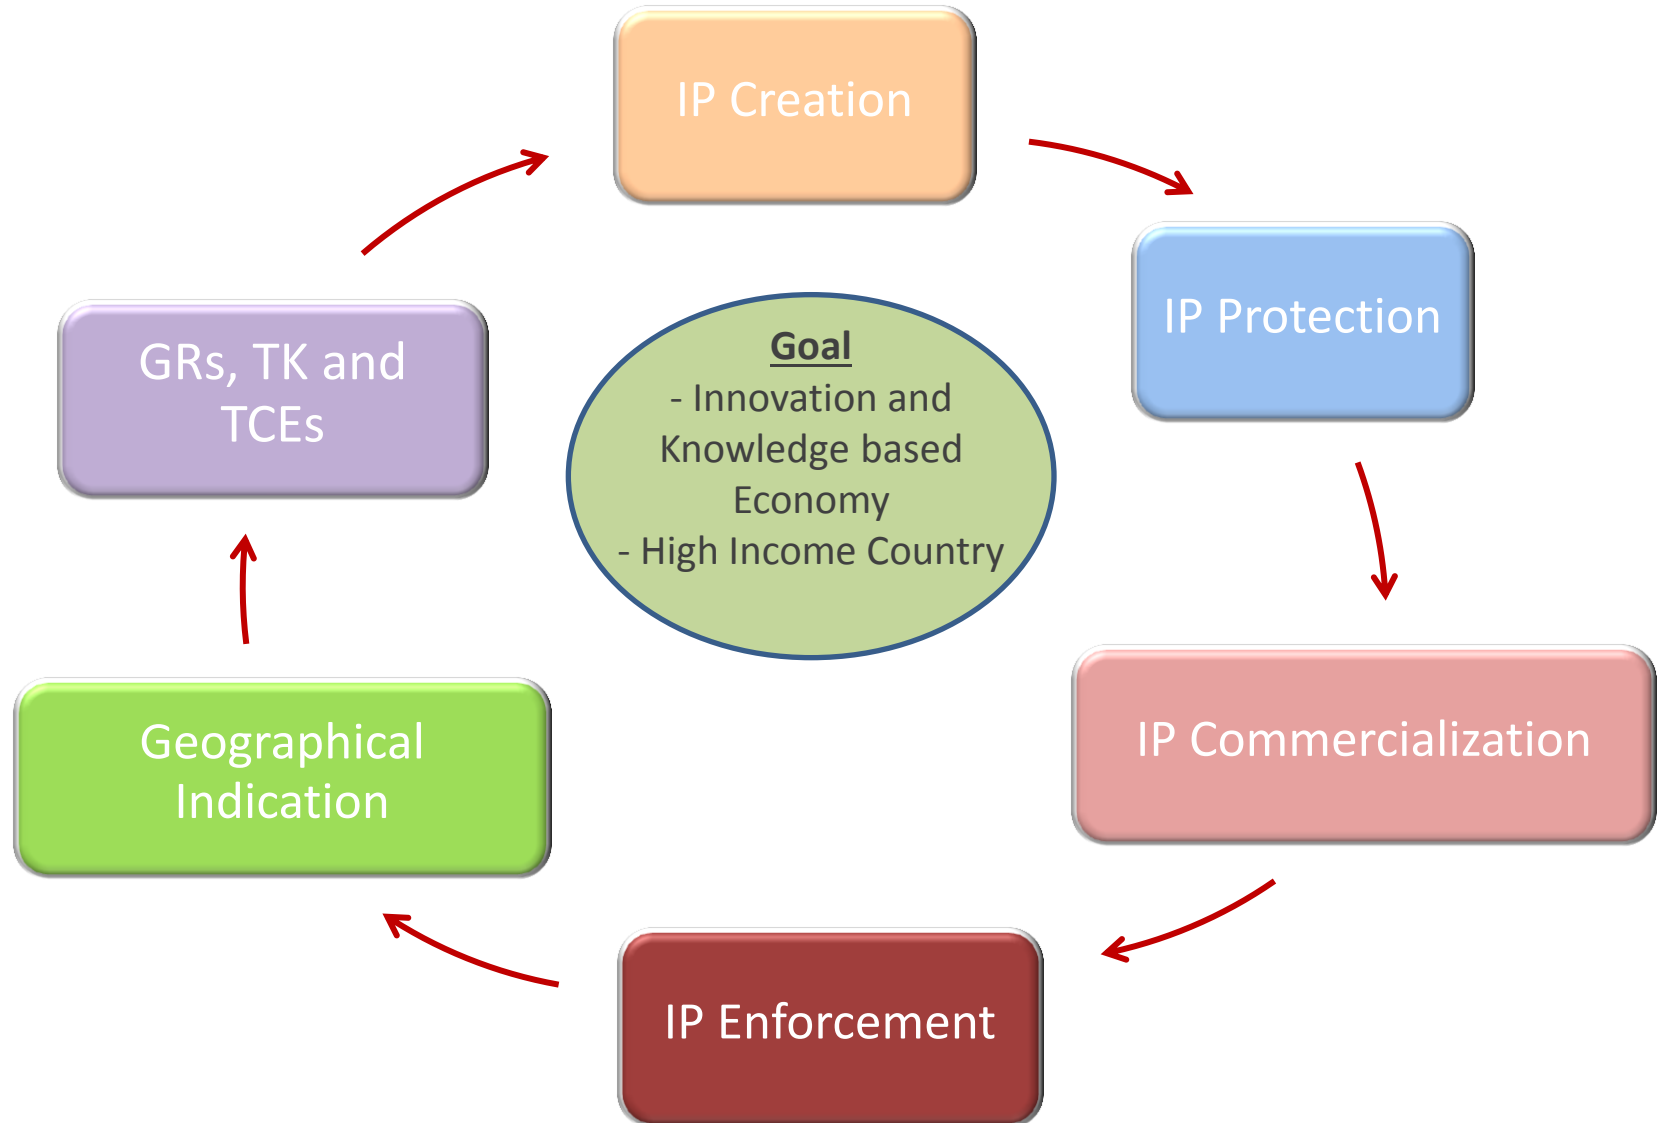 IP Creation
IP Protection
GRs, TK and
TCEs
Goal
- Innovation and
Knowledge based
Economy
- High Income Country
IP Commercialization
Geographical
Indication
IP Enforcement